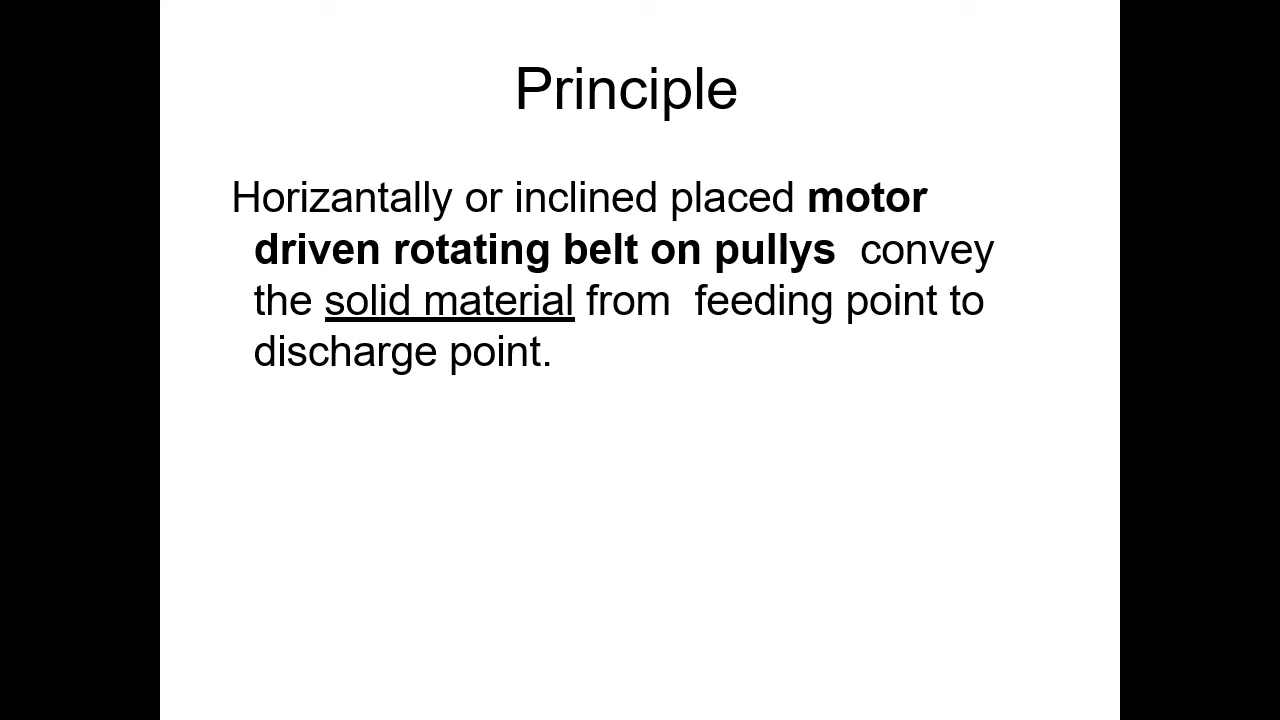 Principle
Horizantally or inclined placed motor
driven rotating belt on pullys  convey
the solid material from  feeding point to
discharge point.